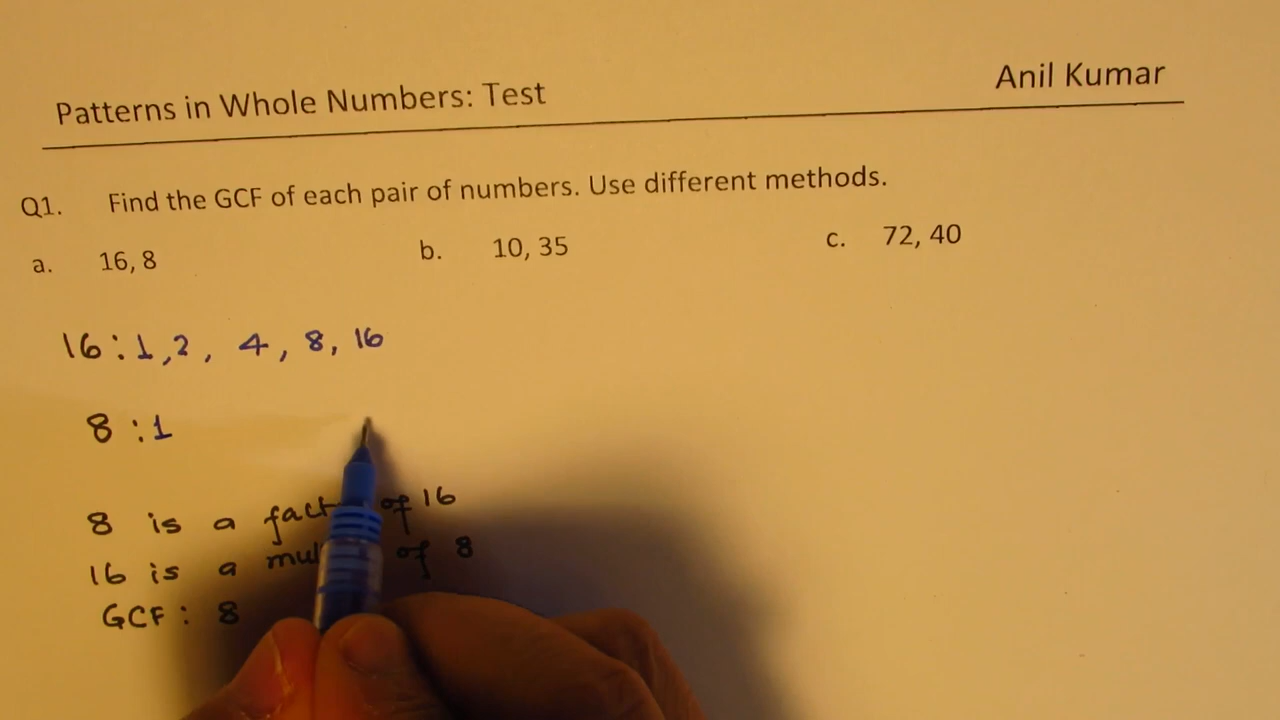 Patterns in Whole Numbers: Test
Anil Kumar
Q1. Find the GCF of each pair of numbers. Use different methods.
a. 16, 8 b. 10, 35 c. 72, 40
16 : 1, 2, 4, 8, 16
8 : 1
8 is a of 16
16 is a of 8
GCF : 8